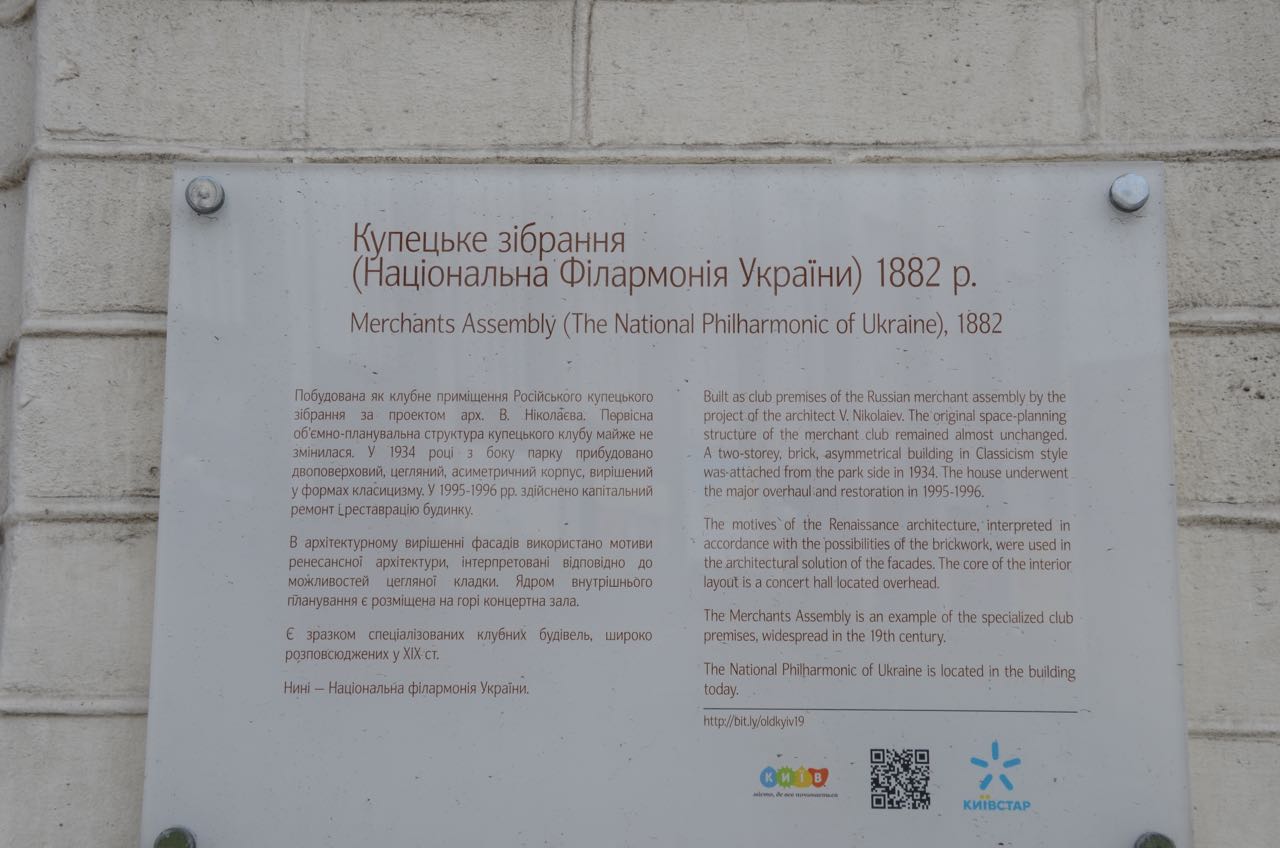 Купецьке зібрання
(Національна Філармонія України) 1882 р.
Merchants Assembly (The National Philharmonic of Ukraine), 1882
Побудована як клубне приміщення Російського купецького
зібрання за проектом арх. В. Ніколаєва. Первісна
об'ємно-планувальна структура купецького клубу майже не
змінилася. У 1934 році з боку парку прибудовано
двоповерховий, цегляний, асиметричний корпус, вирішений
у формах класицизму. У 1995-1996 рр. здійснено капітальний
ремонт і реставрацію будинку.
В архітектурному вирішенні фасадів використано мотиви
ренесансної архітектури, інтерпретовані відповідно до
можливостей цегляної кладки. Ядром внутрішнього
планування є розміщена на горі концертна зала.
Є зразком спеціалізованих клубних будівель, широко
розповсюджених у XIX ст.
Нині – Національна філармонія України.
Built as club premises of the Russian merchant assembly by the
project of the architect V. Nikolaiev. The original space-planning
structure of the merchant club remained almost unchanged.
A two-storey, brick, asymmetrical building in Classicism style
was attached from the park side in 1934. The house underwent
the major overhaul and restoration in 1995-1996.
The motives of the Renaissance architecture, interpreted in
accordance with the possibilities of the brickwork, were used in
the architectural solution of the facades. The core of the interior
layout is a concert hall located overhead.
The Merchants Assembly is an example of the specialized club
premises, widespread in the 19th century.
The National Philharmonic of Ukraine is located in the building
today.
http://bit.ly/oldkyiv19
КИЇВ
місто, де все починається
КИЇВСТАР